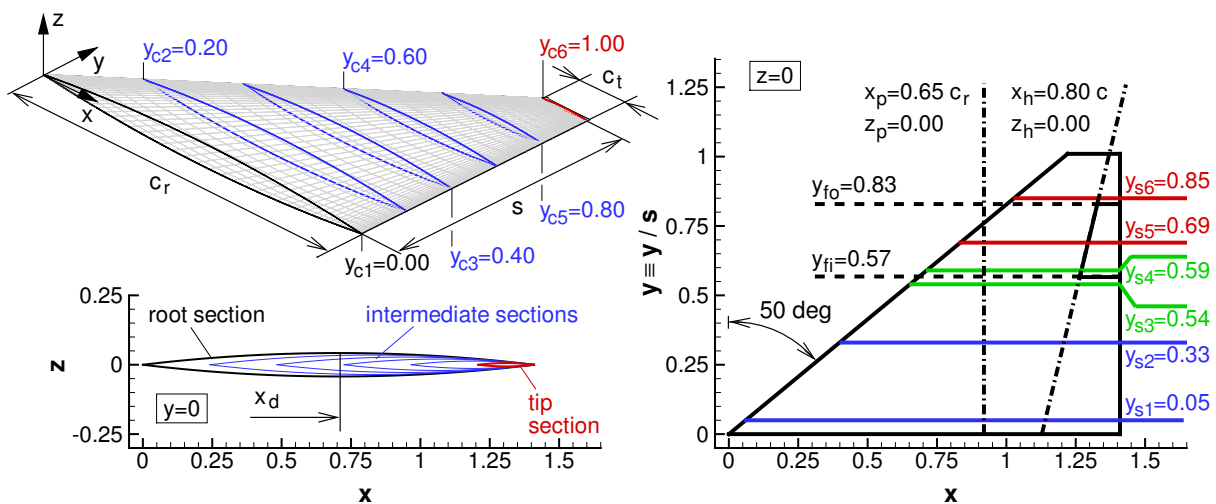 z
y
x
y_c2=0.20
y_c4=0.60
y_c6=1.00
c_t
c_r
s
y_c5=0.80
y_c1=0.00
y_c3=0.40
0.25
0
-0.25
z
root section
intermediate sections
x_d
y=0
tip
section
0 0.25 0.5 0.75 1 1.25 1.5
x
z=0
x_p=0.65 c_r
z_p=0.00
x_h=0.80 c
z_h=0.00
1.25
1
0.75
0.5
0.25
0
y ≡ y / s
y_fo=0.83
y_fi=0.57
50 deg
y_s6=0.85
y_s5=0.69
y_s4=0.59
y_s3=0.54
y_s2=0.33
y_s1=0.05
0 0.25 0.5 0.75 1 1.25 1.5
x